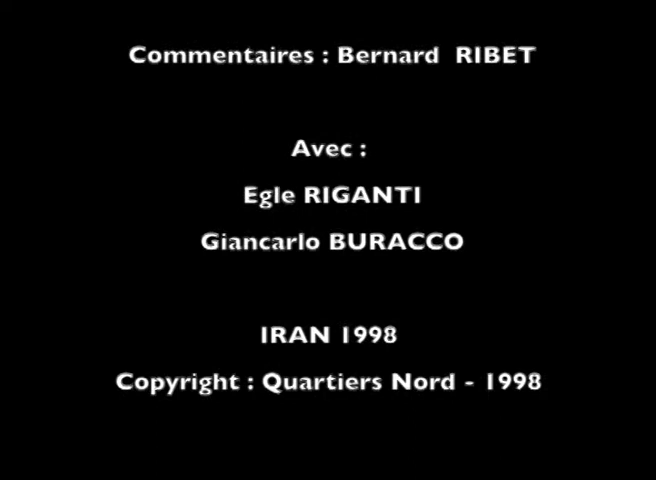 Commentaires : Bernard RIBET
Avec :
Egle RIGANTI
Giancarlo BURACCO
IRAN 1998
Copyright : Quartiers Nord - 1998